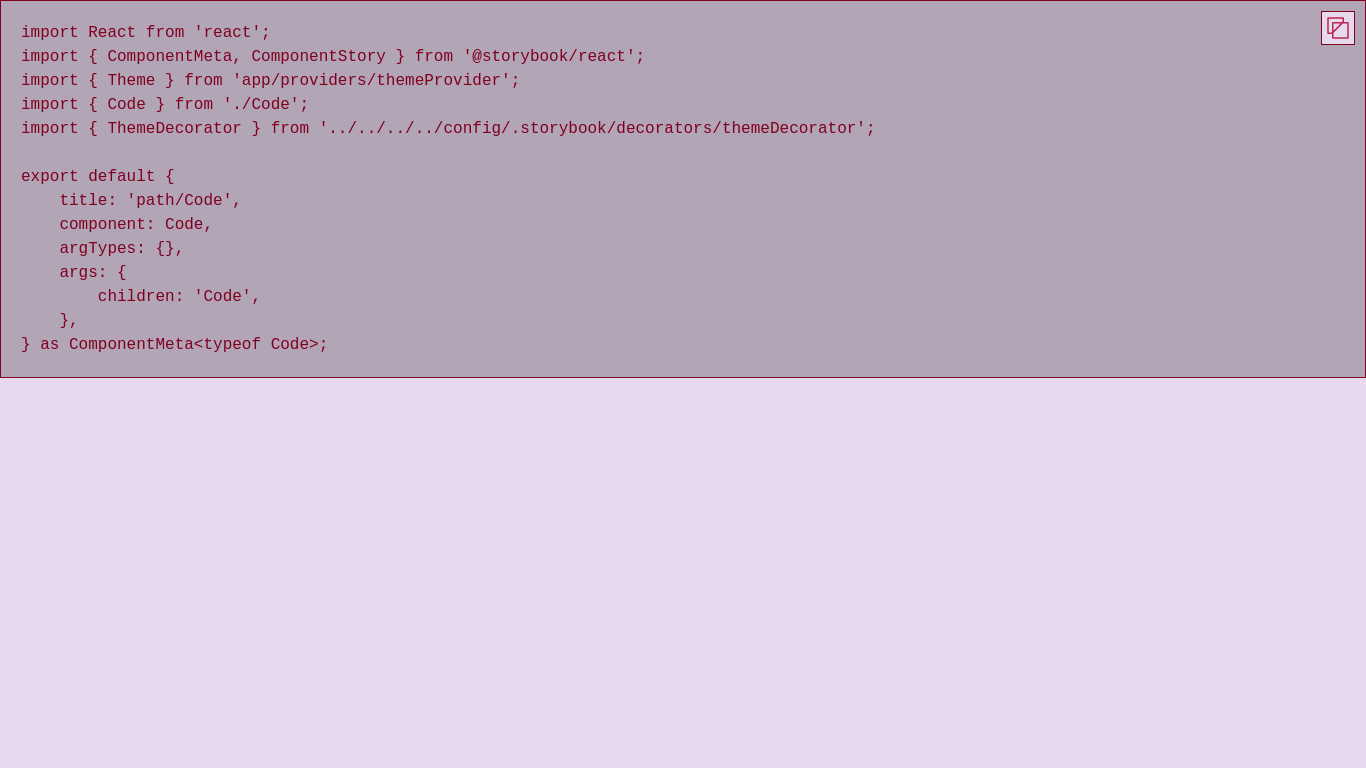 import React from 'react';
import { ComponentMeta, ComponentStory } from '@storybook/react';
import { Theme } from 'app/providers/themeProvider';
import { Code } from './Code';
import { ThemeDecorator } from '../../../../config/.storybook/decorators/themeDecorator';

export default {
    title: 'path/Code',
    component: Code,
    argTypes: {},
    args: {
        children: 'Code',
    },
} as ComponentMeta<typeof Code>;